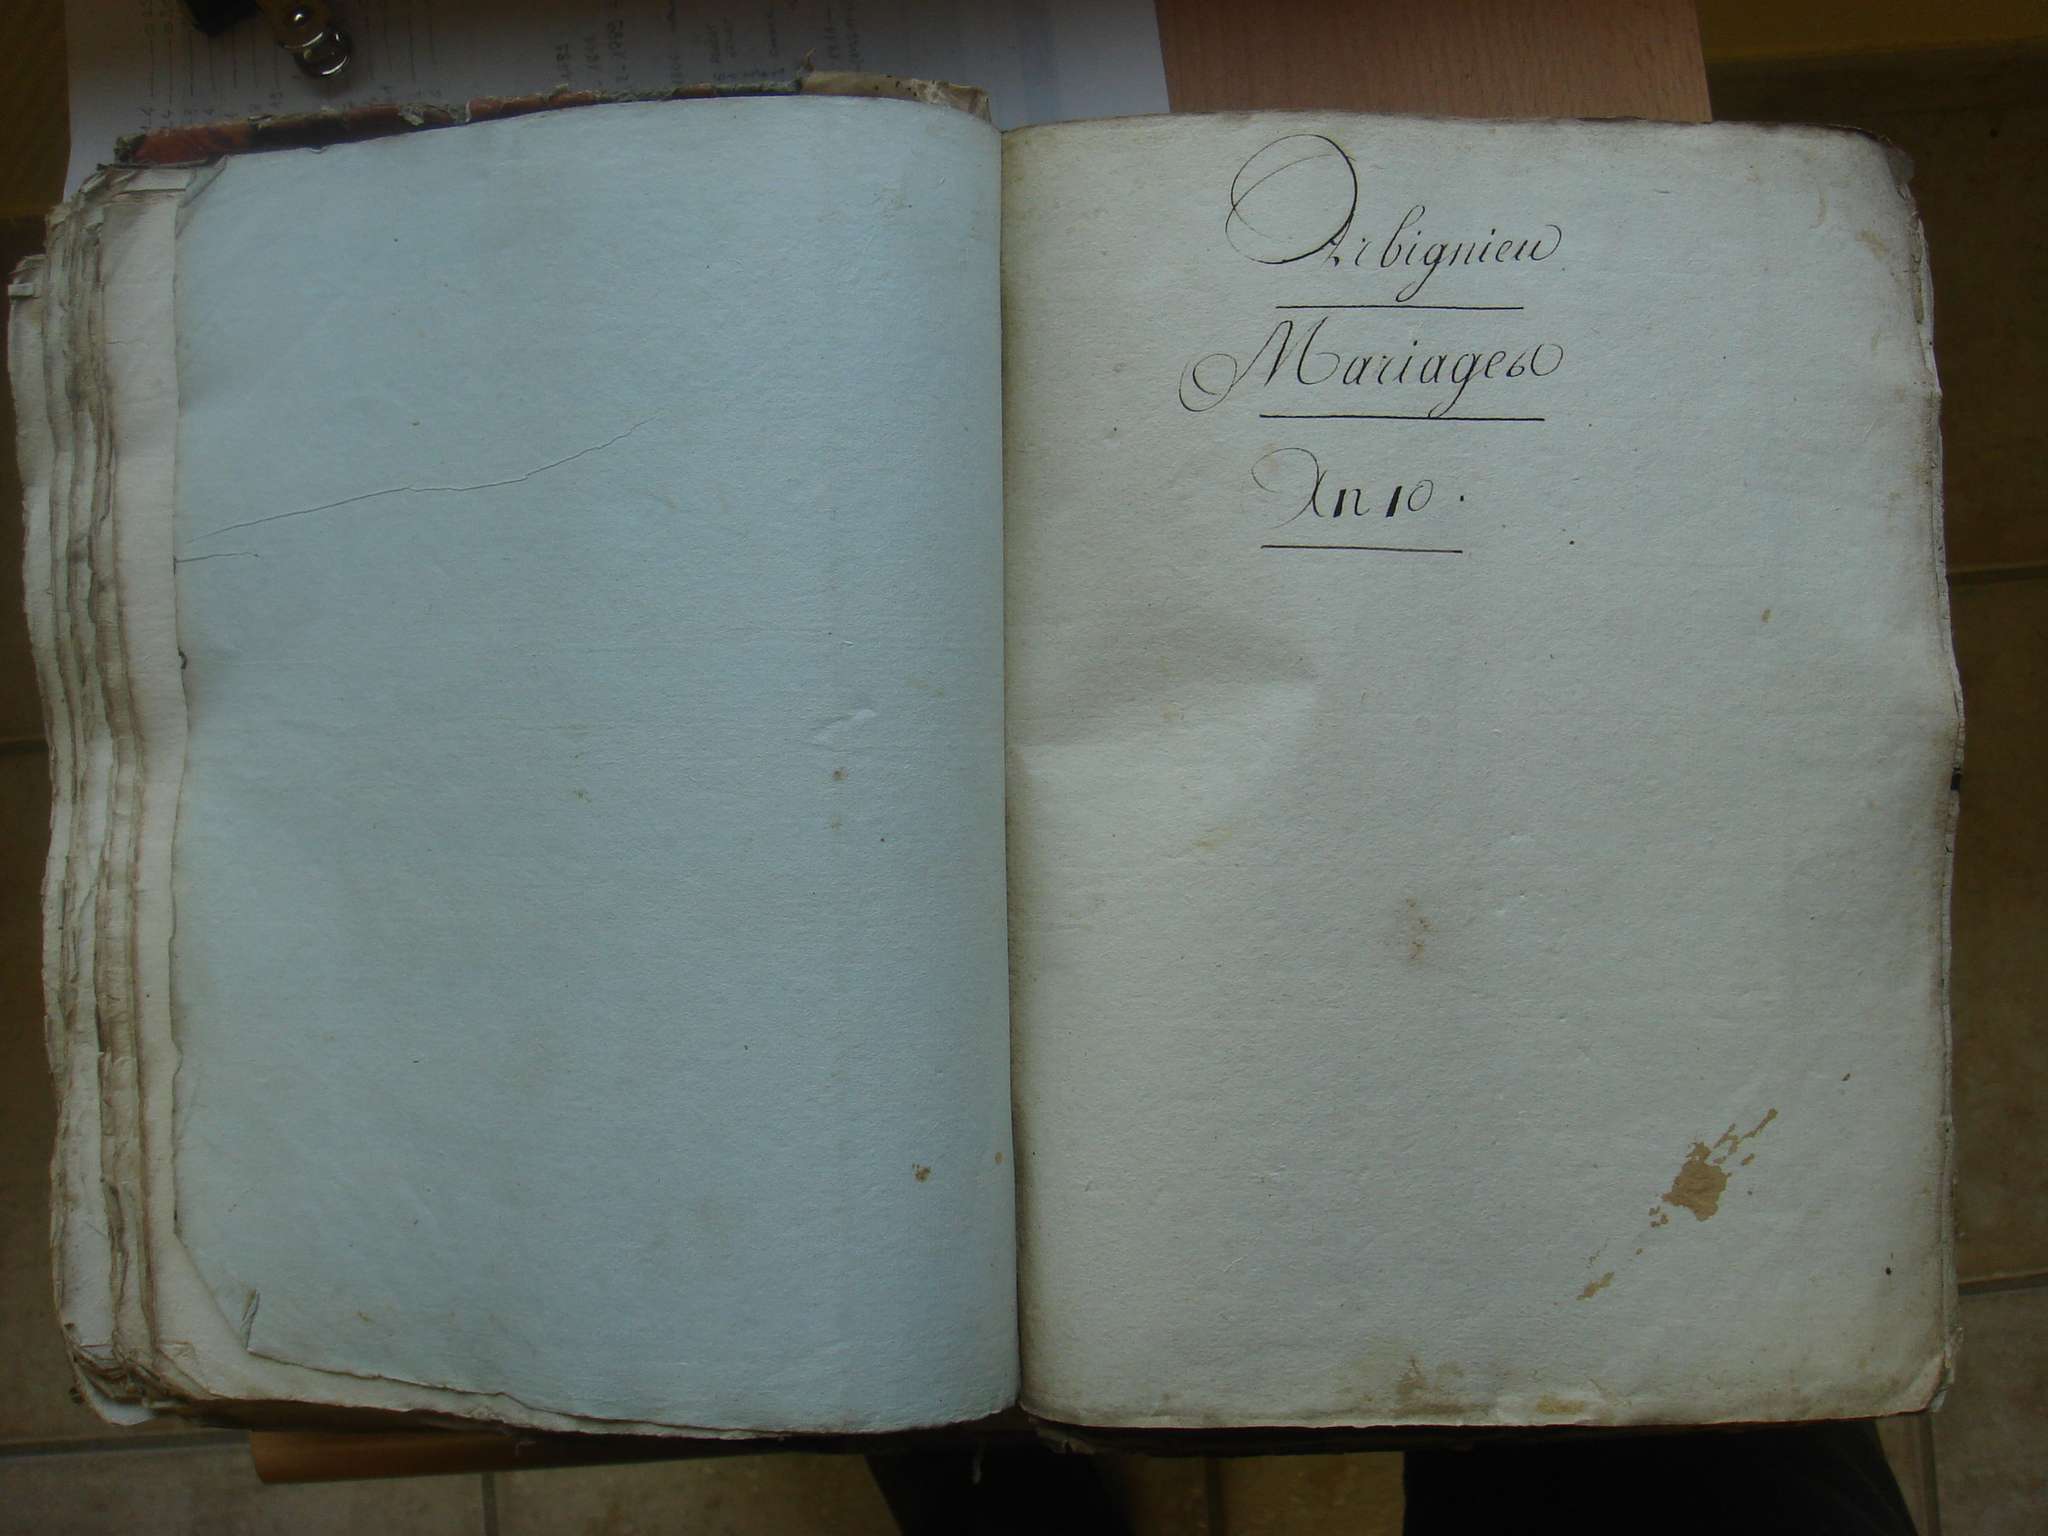 Arbignieu
Mariages
An 10.